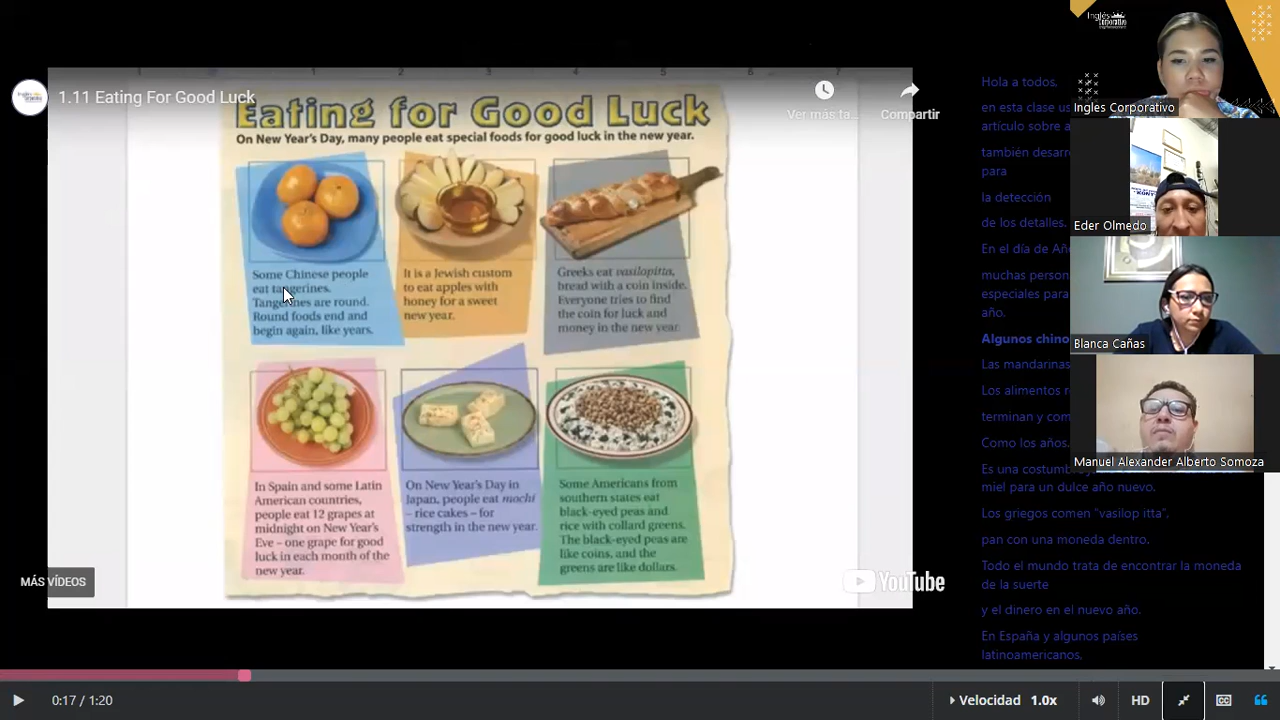 1.11 Eating For Good Luck
Ver más ta...
Compartir
Eating for Good Luck
On New Year's Day, many people eat special foods for good luck in the new year.
Some Chinese people
eat tangerines.
Tangerines are round.
Round foods end and
begin again, like years.
It is a Jewish custom
to eat apples with
honey for a sweet
new year.
Greeks eat vasilopitta,
bread with a coin inside.
Everyone tries to find
the coin for luck and
money in the new year.
In Spain and some Latin
American countries,
people eat 12 grapes at
midnight on New Year's
Eve – one grape for good
luck in each month of the
new year.
On New Year's Day in
Japan, people eat mochi
– rice cakes – for
strength in the new year.
Some Americans from
southern states eat
black-eyed peas and
rice with collard greens.
The black-eyed peas are
like coins, and the
greens are like dollars.
MÁS VÍDEOS
YouTube
Hola a todos,
en esta clase us
artículo sobre a
también desarr
para
la detección
de los detalles.
En el día de Añ
muchas person
especiales para
año.
Algunos chino
Las mandarinas
Los alimentos r
terminan y com
Como los años.
Es una costumb
miel para un dulce año nuevo.
Los griegos comen "vasilop itta",
pan con una moneda dentro.
Todo el mundo trata de encontrar la moneda
de la suerte
y el dinero en el nuevo año.
En España y algunos países
latinoamericanos,
Inglés
Corporativo
Ingles Corporativo
Eder Olmedo
Blanca Cañas
Manuel Alexander Alberto Somoza
0:17 / 1:20
Velocidad 1.0x
HD
CC